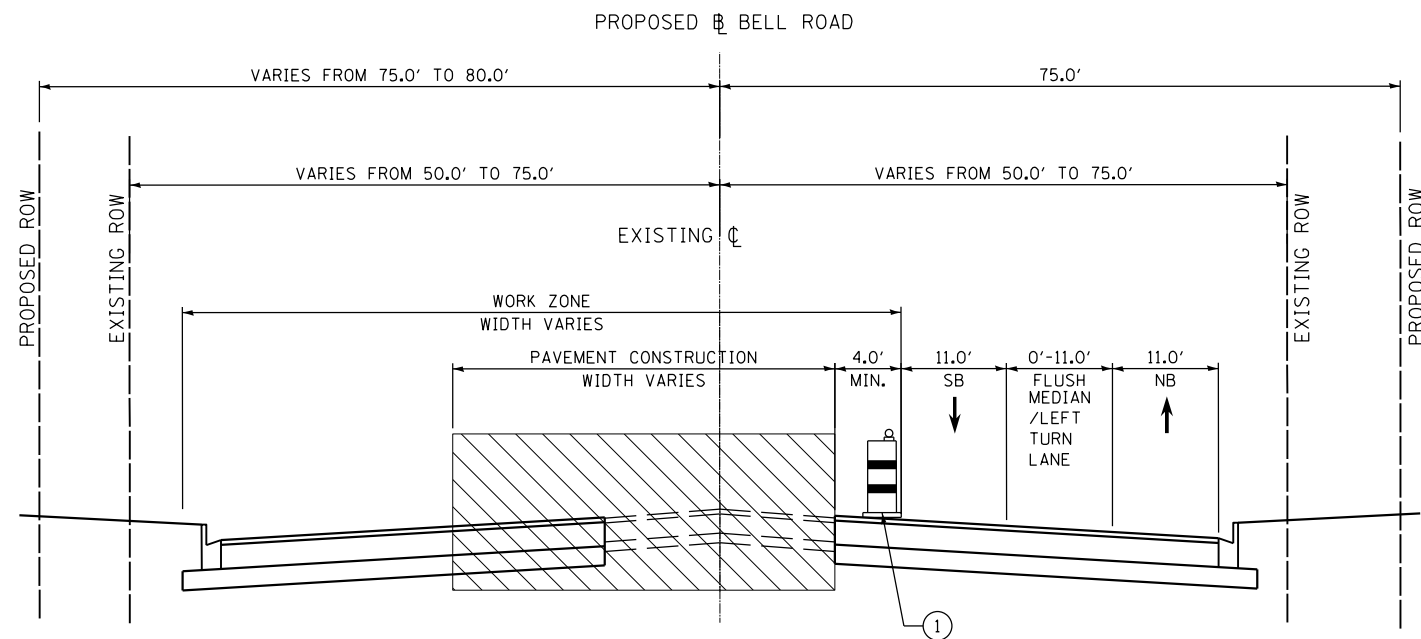 PROPOSED ℄ BELL ROAD
VARIES FROM 75.0' TO 80.0'
75.0'
VARIES FROM 50.0' TO 75.0'
VARIES FROM 50.0' TO 75.0'
PROPOSED ROW
EXISTING ROW
EXISTING ℄
EXISTING ROW
PROPOSED ROW
WORK ZONE
WIDTH VARIES
PAVEMENT CONSTRUCTION
WIDTH VARIES
4.0'
MIN.
11.0'
SB
0'-11.0'
FLUSH
MEDIAN
/LEFT
TURN
LANE
11.0'
NB
1